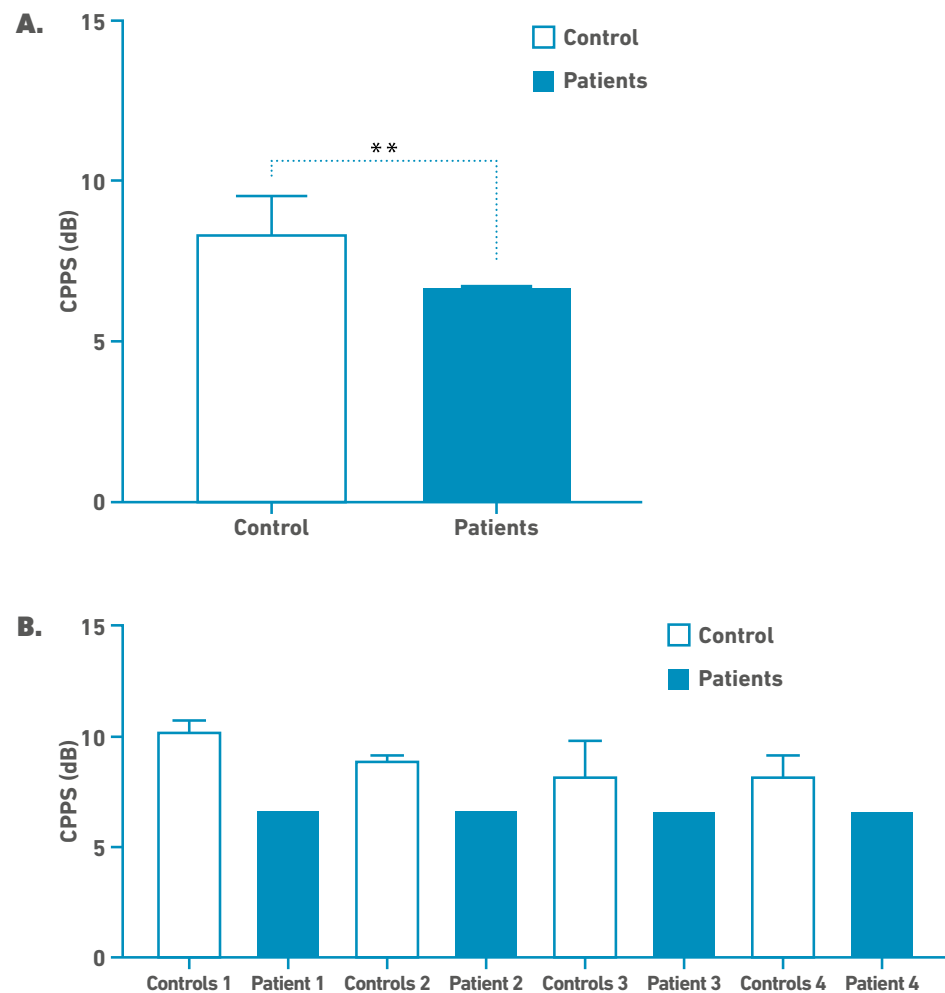 A.
15
10
5
0
CPPS (dB)
Control
Patients
**
Control Patients
B.
15
10
5
0
CPPS (dB)
Control
Patients
Controls 1 Patient 1 Controls 2 Patient 2 Controls 3 Patient 3 Controls 4 Patient 4